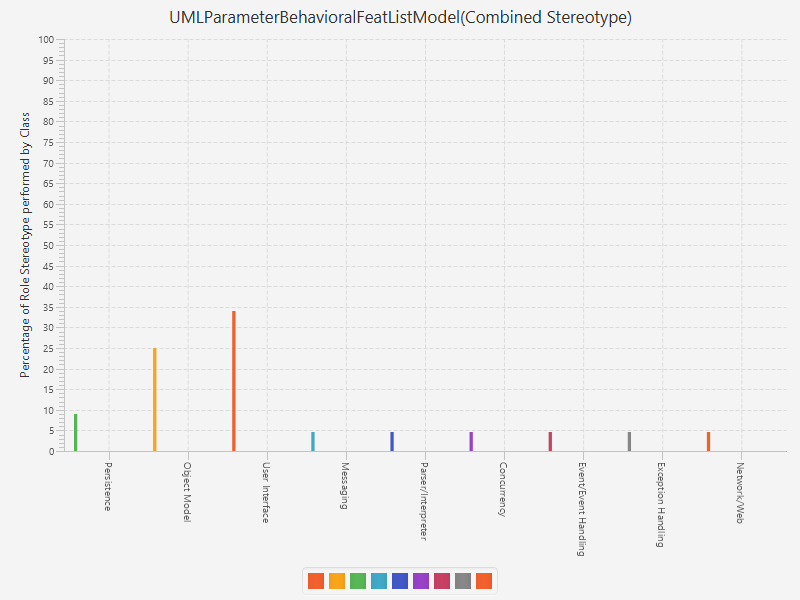 UMLParameterBehavioralFeatListModel(Combined Stereotype)
Percentage of Role Stereotype performed by Class
100
95
90
85
80
75
70
65
60
55
50
45
40
35
30
25
20
15
10
5
0
Persistence
Object Model
User Interface
Messaging
Parser/Interpreter
Concurrency
Event/Event Handling
Exception Handling
Network/Web